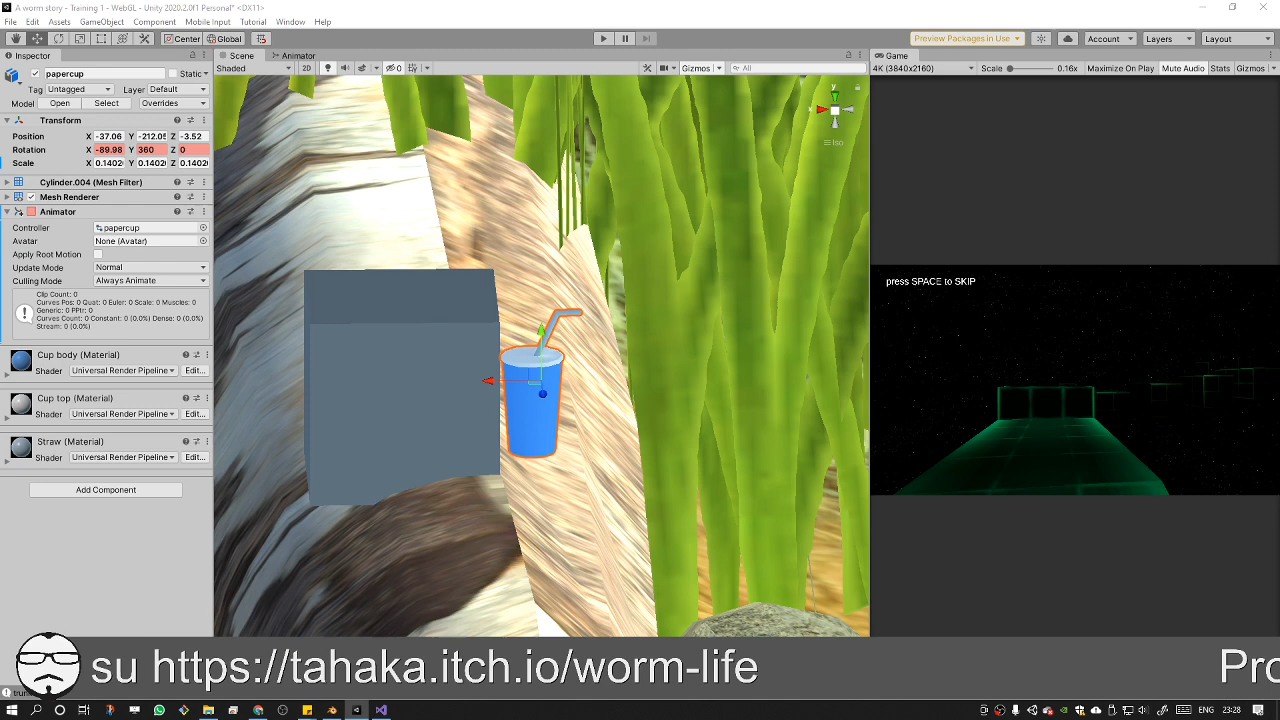 A worm story - Training 1 - WebGL - Unity 2020.2.0f1 Personal* <DX11>
File Edit Assets GameObject Component Mobile Input Tutorial Window Help
Center Global Preview Packages in Use Account Layers Layout
Inspector Scene Animator Game
Shaded 2D 0 Gizmos All 4K (3840x2160) Scale 0.16x Maximize On Play Mute Audio Stats Gizmos
papercup Static
Tag Untagged Layer Default
Model Open Select Overrides
Transform
Position X -37.06 Y -212.05 Z -3.52
Rotation X -89.98 Y 360 Z 0
Scale X 0.1402 Y 0.1402 Z 0.1402
Cylinder.004 (Mesh Filter)
Mesh Renderer
Animator
Controller papercup
Avatar None (Avatar)
Apply Root Motion
Update Mode Normal
Culling Mode Always Animate
Clip Count: 0
Curves Pos: 0 Quat: 0 Euler: 0 Scale: 0 Muscles: 0
Generic: 0 PPtr: 0
Curves Count: 0 Constant: 0 (0.0%) Dense: 0 (0.0%)
Stream: 0 (0.0%)
Cup body (Material)
Shader Universal Render Pipeline Edit...
Cup top (Material)
Shader Universal Render Pipeline Edit...
Straw (Material)
Shader Universal Render Pipeline Edit...
Add Component
y
x
Iso
press SPACE to SKIP
su https://tahaka.itch.io/worm-life Pro
ENG 23:28